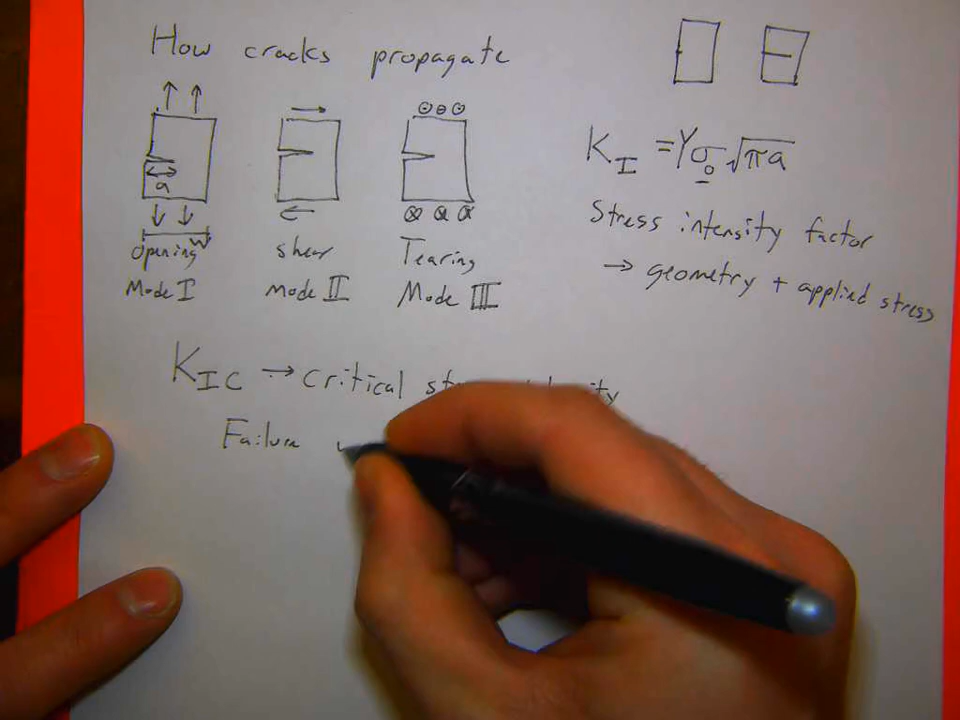 How cracks propagate
a
W
opening
Mode I
shear
mode II
Tearing
Mode III
K_I = Yσ₀√πa
Stress intensity factor
→ geometry + applied stress
K_IC → critical
Failure